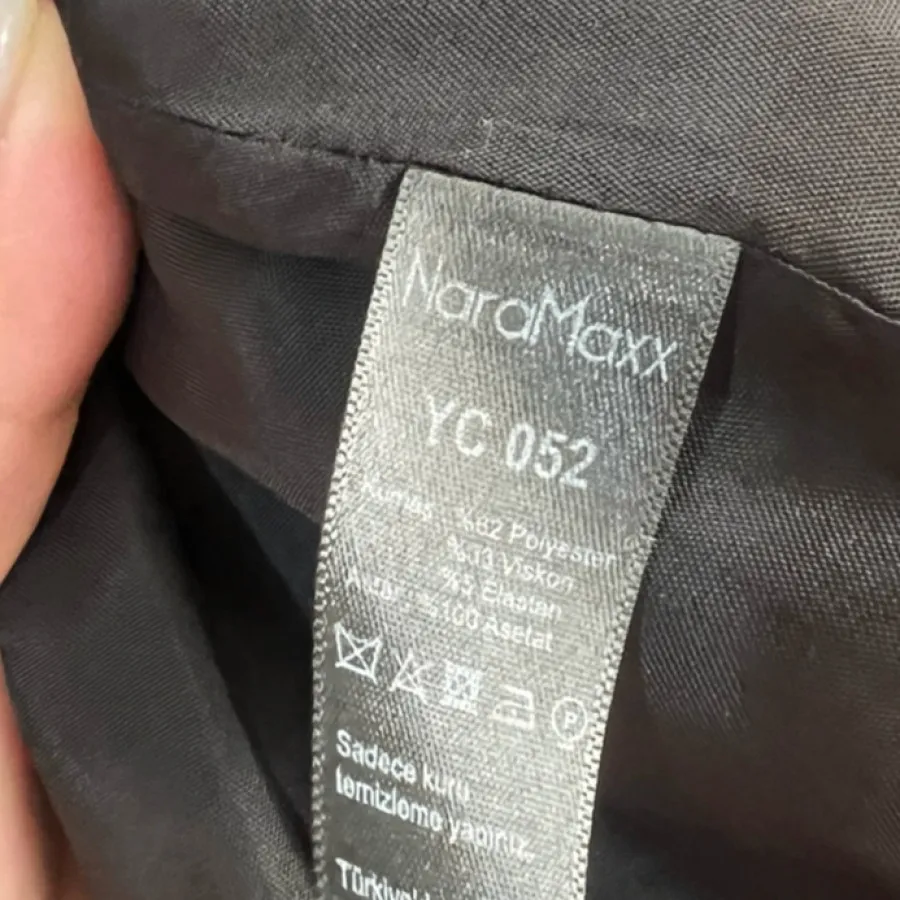 NaraMaxx
YC 052
Kumaş %82 Polyester
%13 Viskon
%5 Elastan
Astar %100 Asetat
P
Sadece kuru
temizleme yapınız.